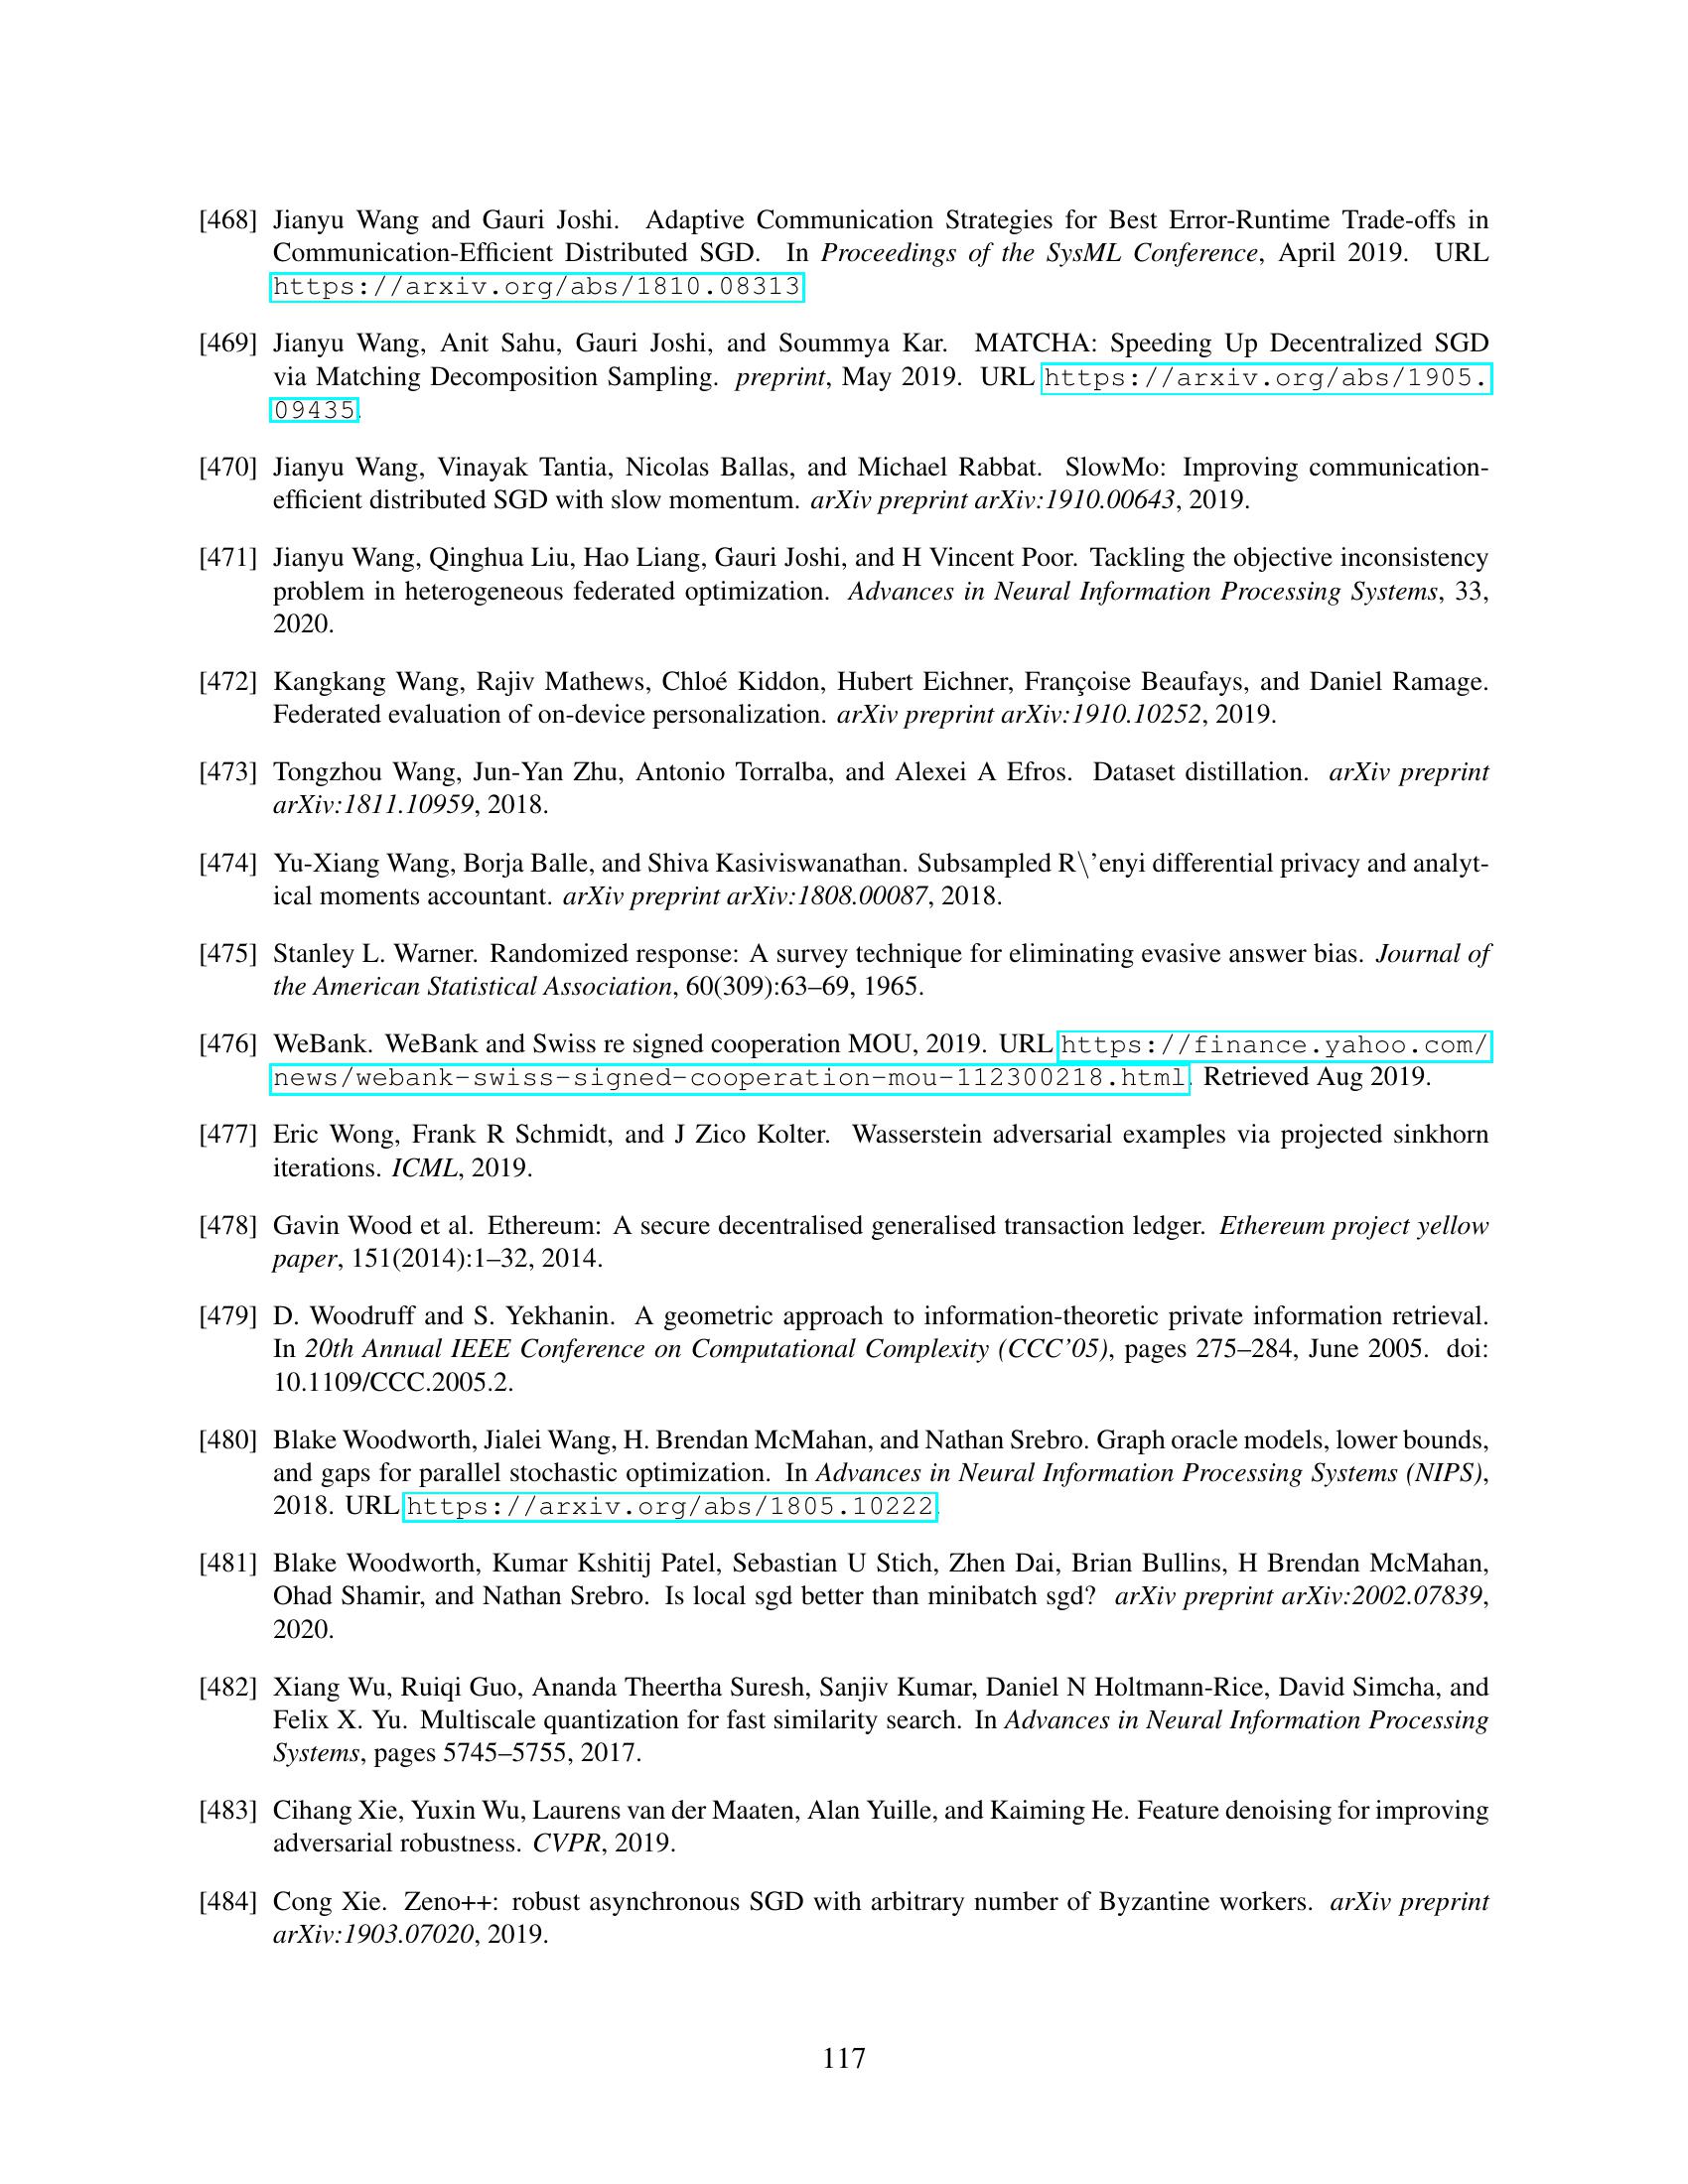 [468] Jianyu Wang and Gauri Joshi. Adaptive Communication Strategies for Best Error-Runtime Trade-offs in
Communication-Efficient Distributed SGD. In Proceedings of the SysML Conference, April 2019. URL
https://arxiv.org/abs/1810.08313
[469] Jianyu Wang, Anit Sahu, Gauri Joshi, and Soummya Kar. MATCHA: Speeding Up Decentralized SGD
via Matching Decomposition Sampling. preprint, May 2019. URL https://arxiv.org/abs/1905.
09435.
[470] Jianyu Wang, Vinayak Tantia, Nicolas Ballas, and Michael Rabbat. SlowMo: Improving communication-
efficient distributed SGD with slow momentum. arXiv preprint arXiv:1910.00643, 2019.
[471] Jianyu Wang, Qinghua Liu, Hao Liang, Gauri Joshi, and H Vincent Poor. Tackling the objective inconsistency
problem in heterogeneous federated optimization. Advances in Neural Information Processing Systems, 33,
2020.
[472] Kangkang Wang, Rajiv Mathews, Chloé Kiddon, Hubert Eichner, Françoise Beaufays, and Daniel Ramage.
Federated evaluation of on-device personalization. arXiv preprint arXiv:1910.10252, 2019.
[473] Tongzhou Wang, Jun-Yan Zhu, Antonio Torralba, and Alexei A Efros. Dataset distillation. arXiv preprint
arXiv:1811.10959, 2018.
[474] Yu-Xiang Wang, Borja Balle, and Shiva Kasiviswanathan. Subsampled R\'enyi differential privacy and analyt-
ical moments accountant. arXiv preprint arXiv:1808.00087, 2018.
[475] Stanley L. Warner. Randomized response: A survey technique for eliminating evasive answer bias. Journal of
the American Statistical Association, 60(309):63–69, 1965.
[476] WeBank. WeBank and Swiss re signed cooperation MOU, 2019. URL https://finance.yahoo.com/
news/webank-swiss-signed-cooperation-mou-112300218.html. Retrieved Aug 2019.
[477] Eric Wong, Frank R Schmidt, and J Zico Kolter. Wasserstein adversarial examples via projected sinkhorn
iterations. ICML, 2019.
[478] Gavin Wood et al. Ethereum: A secure decentralised generalised transaction ledger. Ethereum project yellow
paper, 151(2014):1–32, 2014.
[479] D. Woodruff and S. Yekhanin. A geometric approach to information-theoretic private information retrieval.
In 20th Annual IEEE Conference on Computational Complexity (CCC'05), pages 275–284, June 2005. doi:
10.1109/CCC.2005.2.
[480] Blake Woodworth, Jialei Wang, H. Brendan McMahan, and Nathan Srebro. Graph oracle models, lower bounds,
and gaps for parallel stochastic optimization. In Advances in Neural Information Processing Systems (NIPS),
2018. URL https://arxiv.org/abs/1805.10222.
[481] Blake Woodworth, Kumar Kshitij Patel, Sebastian U Stich, Zhen Dai, Brian Bullins, H Brendan McMahan,
Ohad Shamir, and Nathan Srebro. Is local sgd better than minibatch sgd? arXiv preprint arXiv:2002.07839,
2020.
[482] Xiang Wu, Ruiqi Guo, Ananda Theertha Suresh, Sanjiv Kumar, Daniel N Holtmann-Rice, David Simcha, and
Felix X. Yu. Multiscale quantization for fast similarity search. In Advances in Neural Information Processing
Systems, pages 5745–5755, 2017.
[483] Cihang Xie, Yuxin Wu, Laurens van der Maaten, Alan Yuille, and Kaiming He. Feature denoising for improving
adversarial robustness. CVPR, 2019.
[484] Cong Xie. Zeno++: robust asynchronous SGD with arbitrary number of Byzantine workers. arXiv preprint
arXiv:1903.07020, 2019.
117